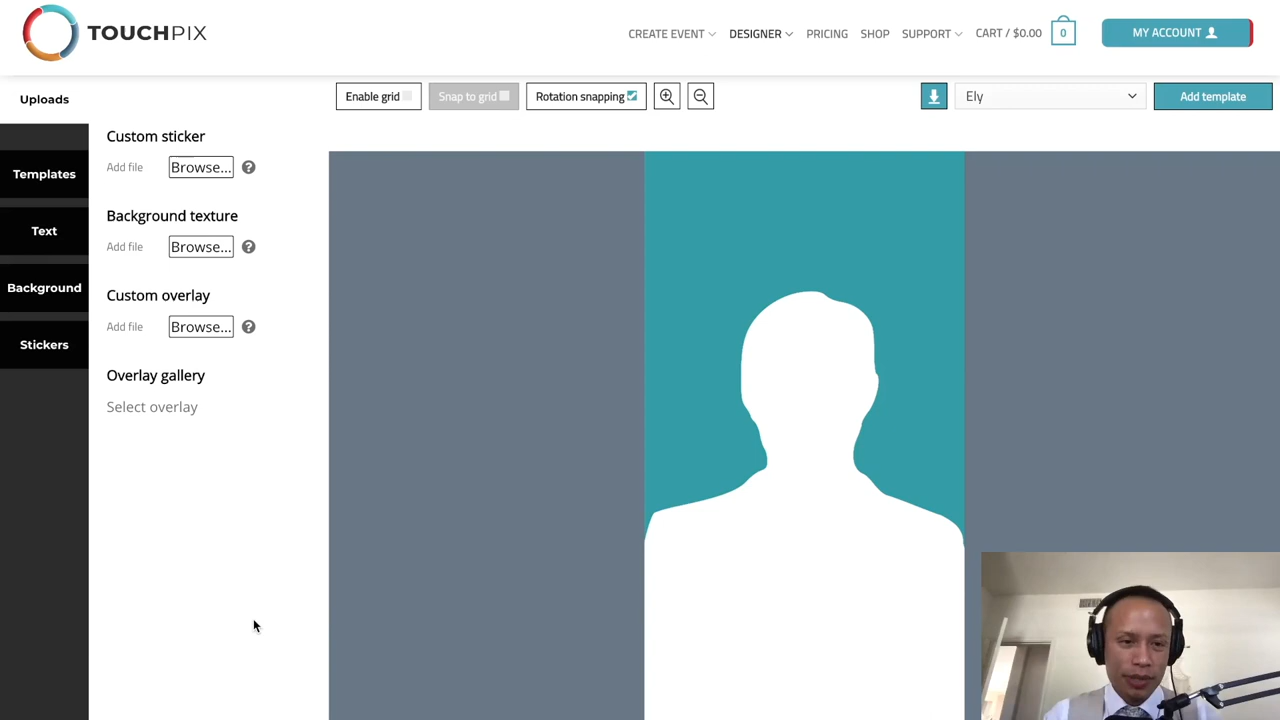 TOUCHPIX
CREATE EVENT
DESIGNER
PRICING
SHOP
SUPPORT
CART / $0.00
0
MY ACCOUNT
Uploads
Enable grid
Snap to grid
Rotation snapping
Ely
Add template
Custom sticker
Add file
Browse...
?
Templates
Background texture
Text
Add file
Browse...
?
Background
Custom overlay
Add file
Browse...
?
Stickers
Overlay gallery
Select overlay